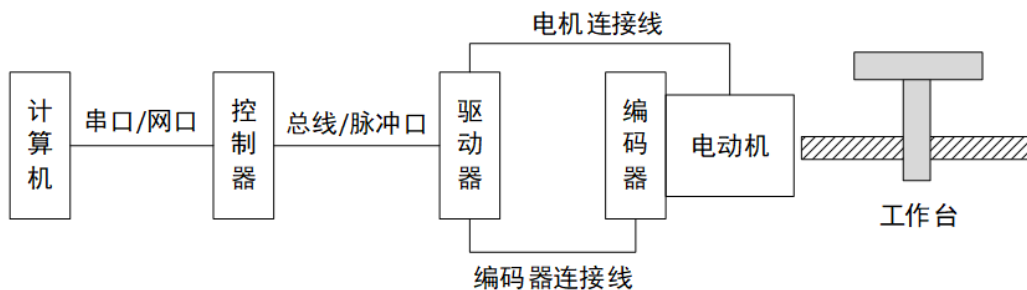 电机连接线
计算机
串口/网口
控制器
总线/脉冲口
驱动器
编码器
电动机
工作台
编码器连接线